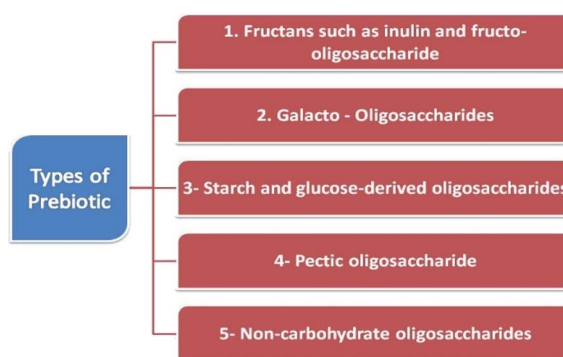 Types of
Prebiotic
1. Fructans such as inulin and fructo-
oligosaccharide
2. Galacto - Oligosaccharides
3- Starch and glucose-derived oligosaccharides
4- Pectic oligosaccharide
5- Non-carbohydrate oligosaccharides